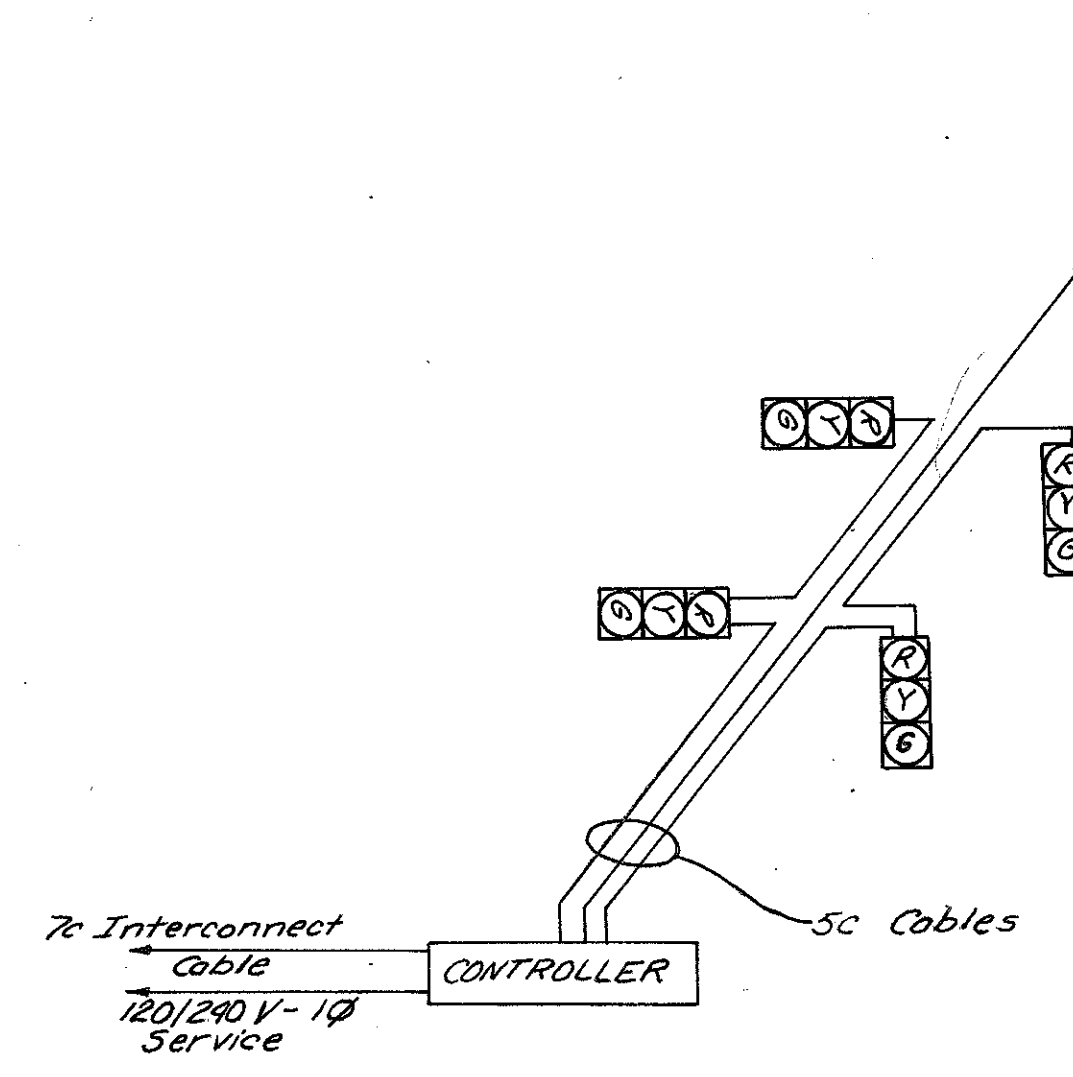 G Y R
R
Y
G
G Y R
R
Y
G
5C Cables
7c Interconnect
Cable
CONTROLLER
120/240 V - 1Ø
Service